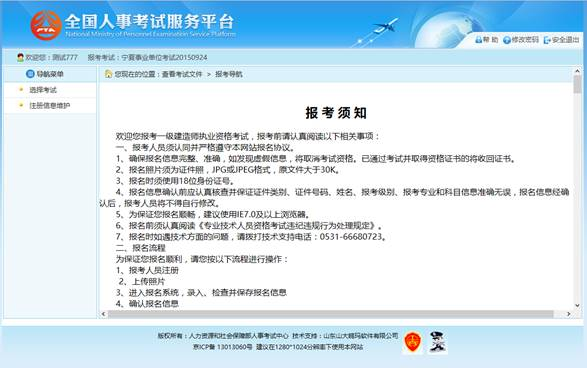 全国人事考试服务平台
National Ministry of Personnel Examination Service Platform
PTA
帮 助 修改密码 安全退出
欢迎您：测试777 报考考试：宁夏事业单位考试20150924
导航菜单
选择考试
注册信息维护
您现在的位置：查看考试文件 > 报考导航
报 考 须 知
欢迎您报考一级建造师执业资格考试，报考前请认真阅读以下相关事项：
一、报考人员须认同并严格遵守本网站报名协议。
1、确保报名信息完整、准确，如发现虚假信息，将取消考试资格。已通过考试并取得资格证书的将收回证书。
2、报名照片须为证件照，JPG或JPEG格式，原文件大于30K。
3、报名时须使用18位身份证号。
4、报名信息确认前应认真核查并保证证件类别、证件号码、姓名、报考级别、报考专业和科目信息准确无误，报名信息经确
认后，报考人员将不得自行修改。
5、为保证您报名顺畅，建议使用IE7.0及以上浏览器。
6、报名前须认真阅读《专业技术人员资格考试违纪违规行为处理规定》。
7、报名时如遇技术方面的问题，请拨打技术支持电话：0531-66680723。
二、报名流程
为保证您报名顺利，请您按以下流程进行操作：
1、报考人员注册
2、上传照片
3、进入报名系统，录入、检查并保存报名信息
4、确认报名信息
版权所有：人力资源和社会保障部人事考试中心 技术支持：山东山大鸥玛软件有限公司
京ICP备 13013060号 建议在1280*1024分辨率下使用本网站